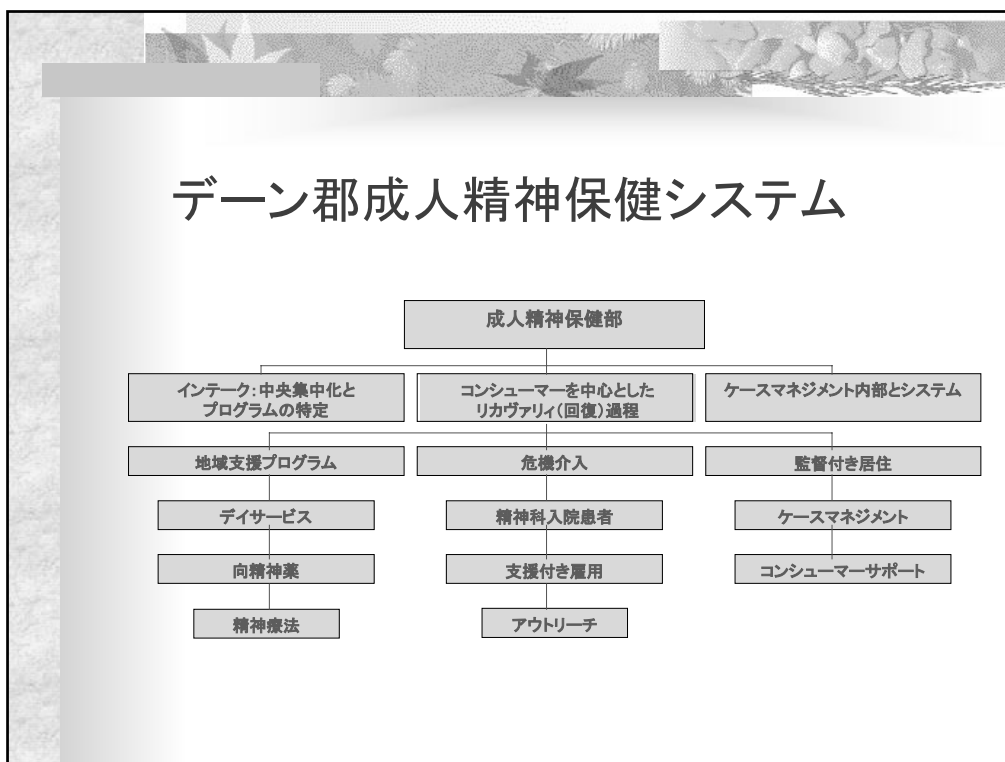 デーン郡成人精神保健システム
成人精神保健部
インテーク：中央集中化と
プログラムの特定
コンシューマーを中心とした
リカヴァリィ（回復）過程
ケースマネジメント内部とシステム
地域支援プログラム
危機介入
監督付き居住
デイサービス
精神科入院患者
ケースマネジメント
向精神薬
支援付き雇用
コンシューマーサポート
精神療法
アウトリーチ